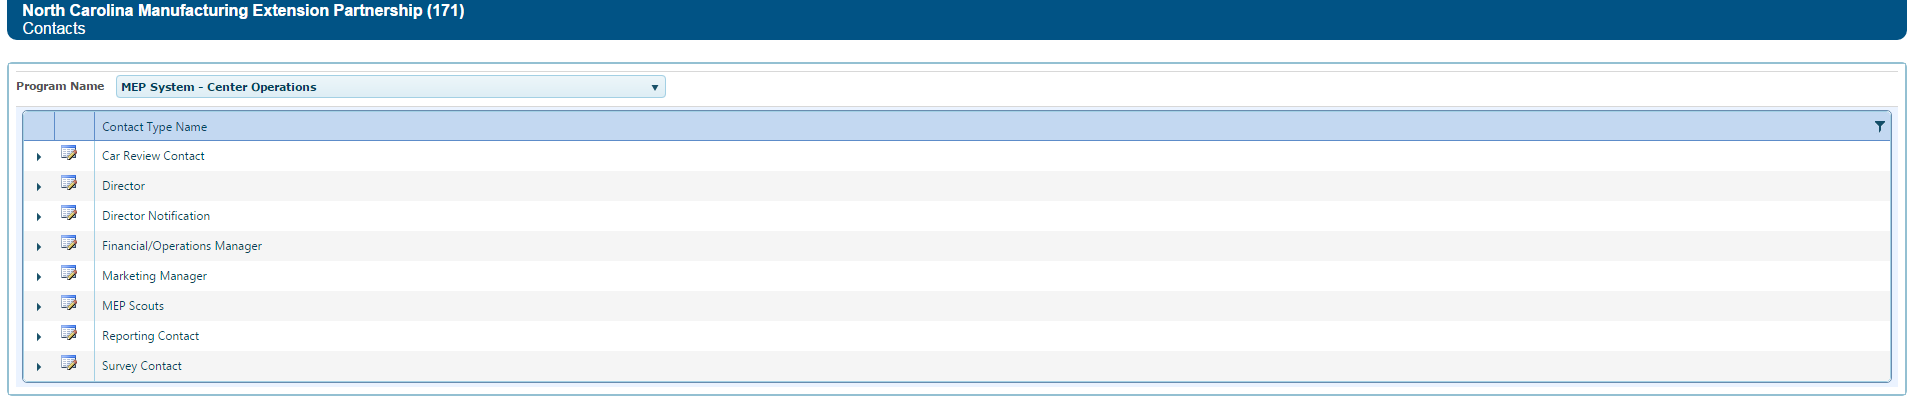 North Carolina Manufacturing Extension Partnership (171)
Contacts
Program Name MEP System - Center Operations
Contact Type Name
Car Review Contact
Director
Director Notification
Financial/Operations Manager
Marketing Manager
MEP Scouts
Reporting Contact
Survey Contact